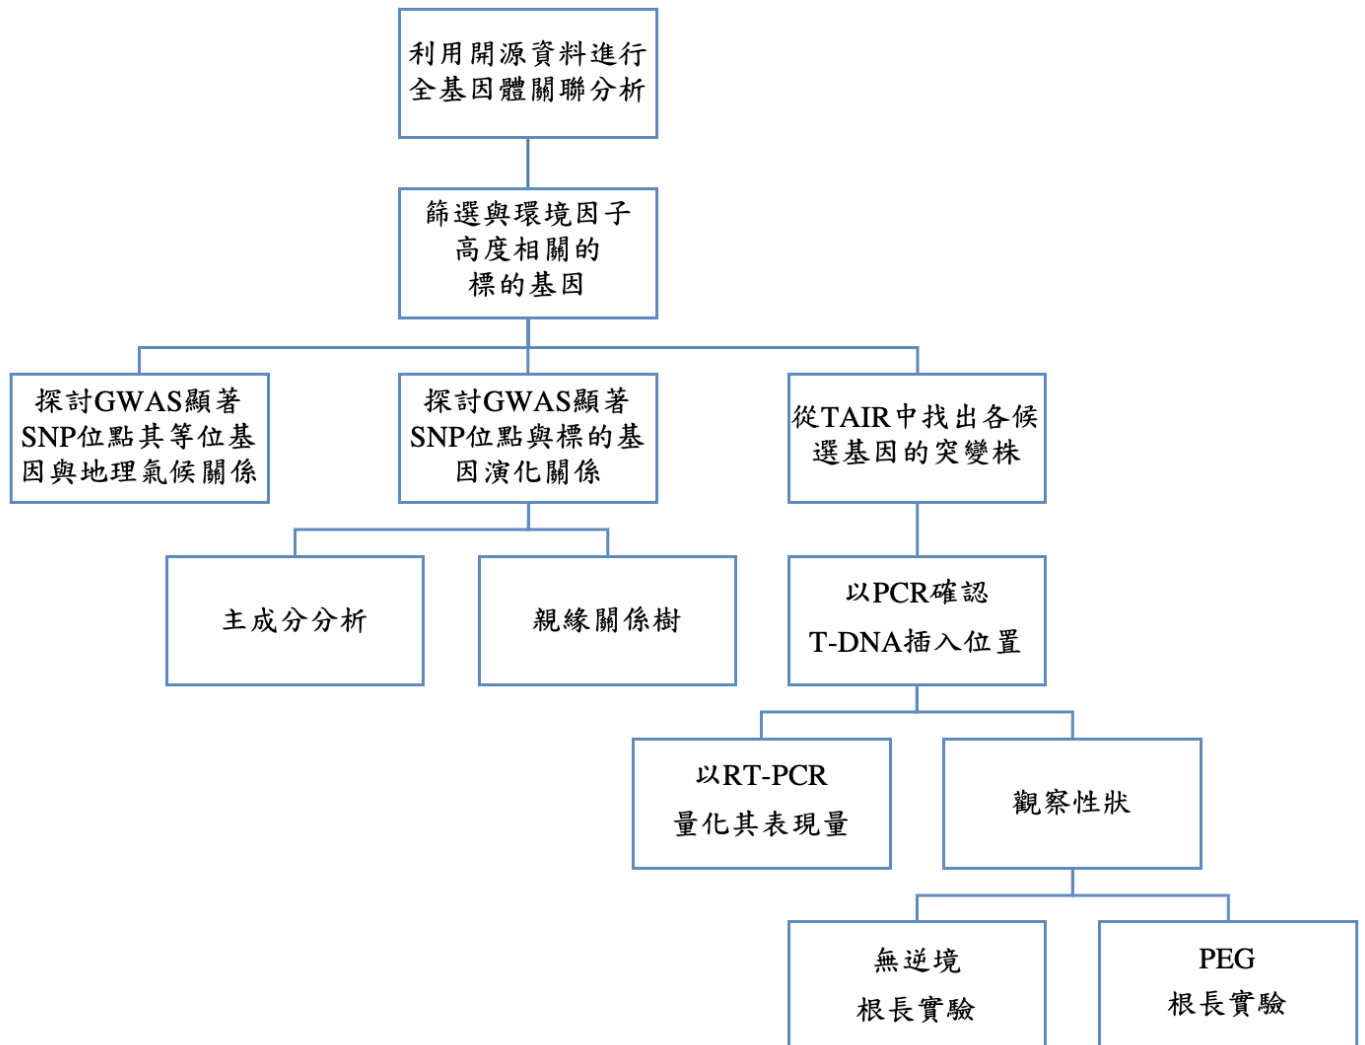 利用開源資料進行
全基因體關聯分析
篩選與環境因子
高度相關的
標的基因
探討GWAS顯著
SNP位點其等位基
因與地理氣候關係
探討GWAS顯著
SNP位點與標的基
因演化關係
從TAIR中找出各候
選基因的突變株
主成分分析
親緣關係樹
以PCR確認
T-DNA插入位置
以RT-PCR
量化其表現量
觀察性狀
無逆境
根長實驗
PEG
根長實驗